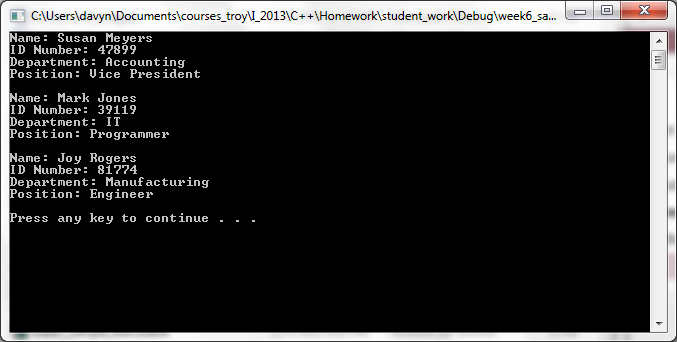 C:\Users\davyn\Documents\courses_troy\I_2013\C++\Homework\student_work\Debug\week6_sa...
Name: Susan Meyers
ID Number: 47899
Department: Accounting
Position: Vice President
Name: Mark Jones
ID Number: 39119
Department: IT
Position: Programmer
Name: Joy Rogers
ID Number: 81774
Department: Manufacturing
Position: Engineer
Press any key to continue . . .